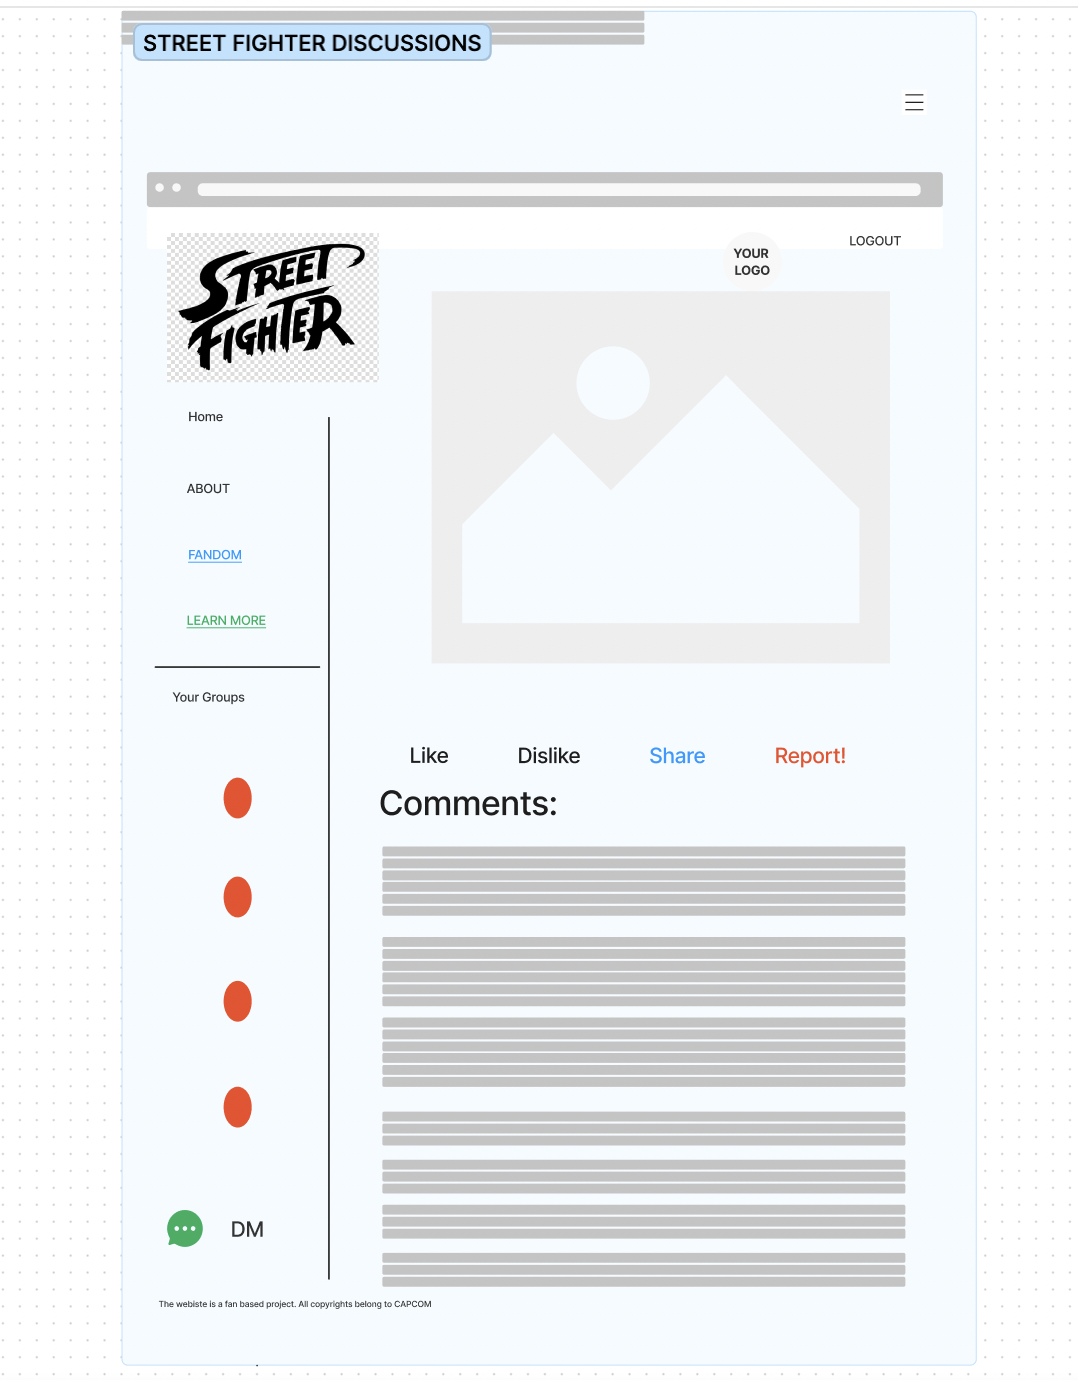 STREET FIGHTER DISCUSSIONS
LOGOUT
YOUR
LOGO
STREET
FIGHTER
Home
ABOUT
FANDOM
LEARN MORE
Your Groups
Like Dislike Share Report!
Comments:
DM
The webiste is a fan based project. All copyrights belong to CAPCOM